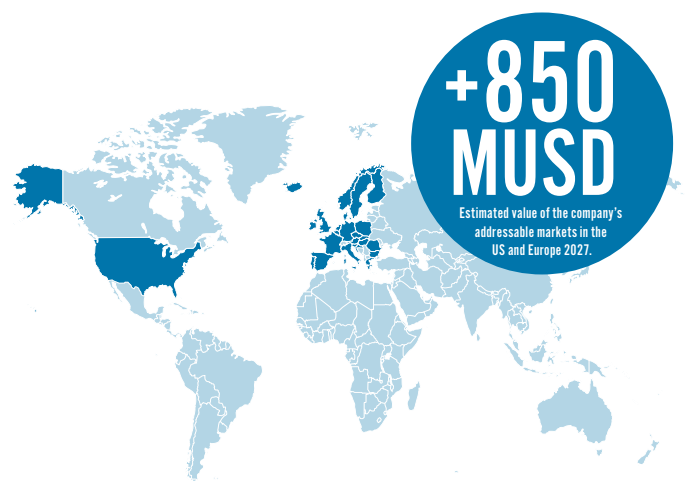 +850
MUSD
Estimated value of the company's
addressable markets in the
US and Europe 2027.